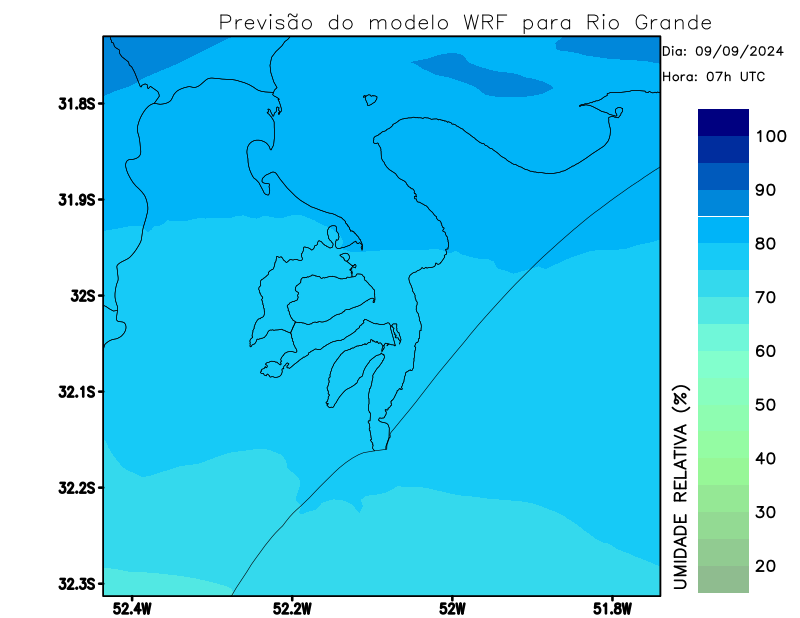 Previsão do modelo WRF para Rio Grande
Dia: 09/09/2024
Hora: 07h UTC
31.8S
31.9S
32S
32.1S
32.2S
32.3S
52.4W
52.2W
52W
51.8W
100
90
80
70
60
50
40
30
20
UMIDADE RELATIVA (%)